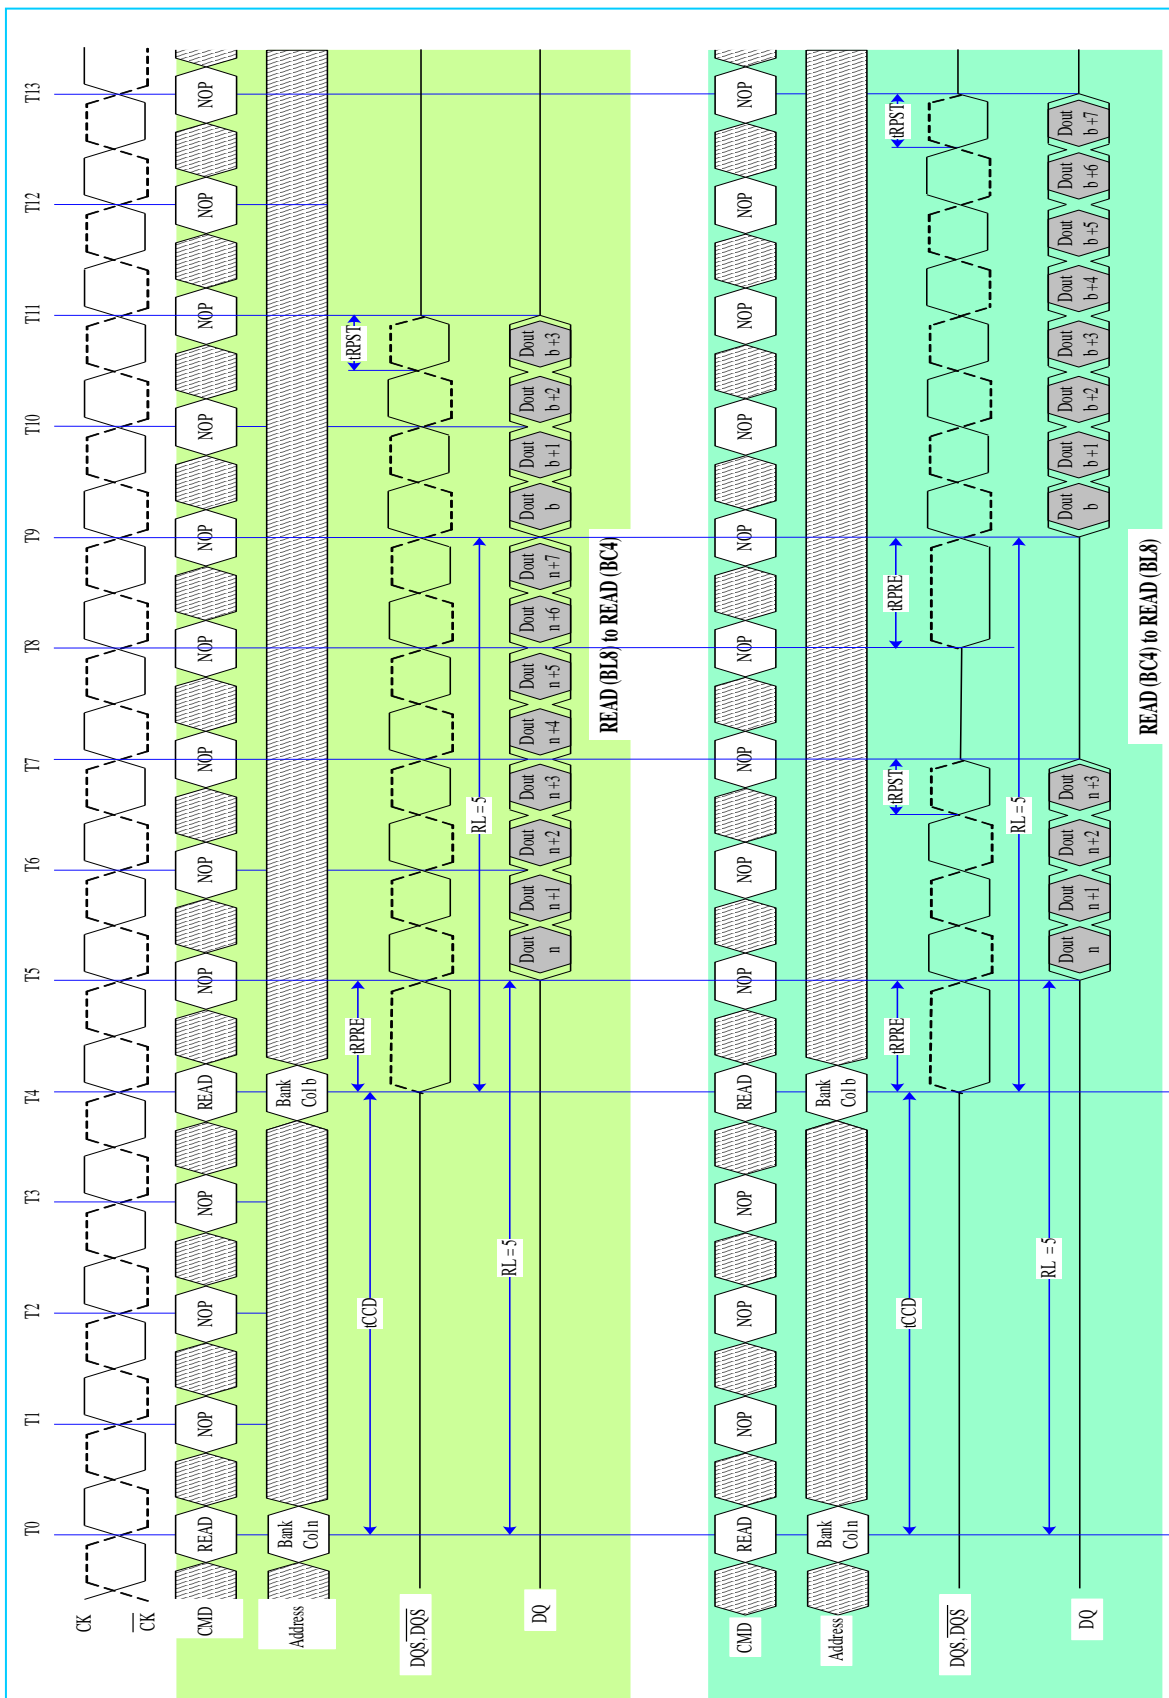 T0 T1 T2 T3 T4 T5 T6 T7 T8 T9 T10 T11 T12 T13
CK
CK
CMD READ NOP NOP NOP READ NOP NOP NOP NOP NOP NOP NOP NOP NOP
Address Bank Bank
Col n Col b
tCCD tRPRE tRPST
DQS, DQS
RL = 5
RL = 5
DQ Dout Dout Dout Dout Dout Dout Dout Dout Dout Dout Dout Dout
n n+1 n+2 n+3 n+4 n+5 n+6 n+7 b b+1 b+2 b+3
READ (BL8) to READ (BC4)
CMD READ NOP NOP NOP READ NOP NOP NOP NOP NOP NOP NOP NOP NOP
Address Bank Bank
Col n Col b
tCCD tRPRE tRPST tRPRE tRPST
DQS, DQS
RL = 5
RL = 5
DQ Dout Dout Dout Dout Dout Dout Dout Dout Dout Dout Dout Dout
n n+1 n+2 n+3 b b+1 b+2 b+3 b+4 b+5 b+6 b+7
READ (BC4) to READ (BL8)